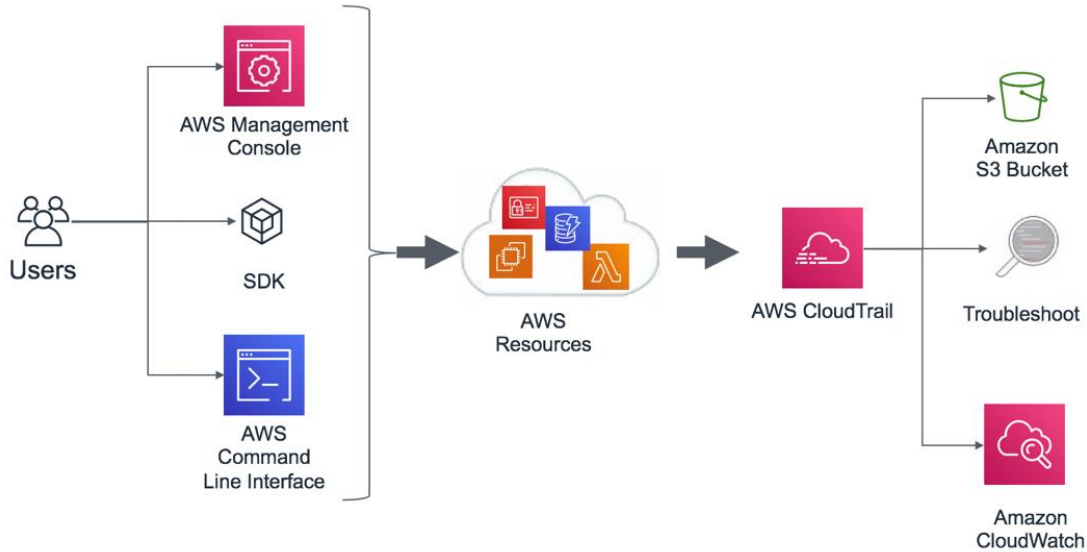 AWS Management
Console
Users
SDK
AWS
Command
Line Interface
AWS
Resources
AWS CloudTrail
Amazon
S3 Bucket
Troubleshoot
Amazon
CloudWatch